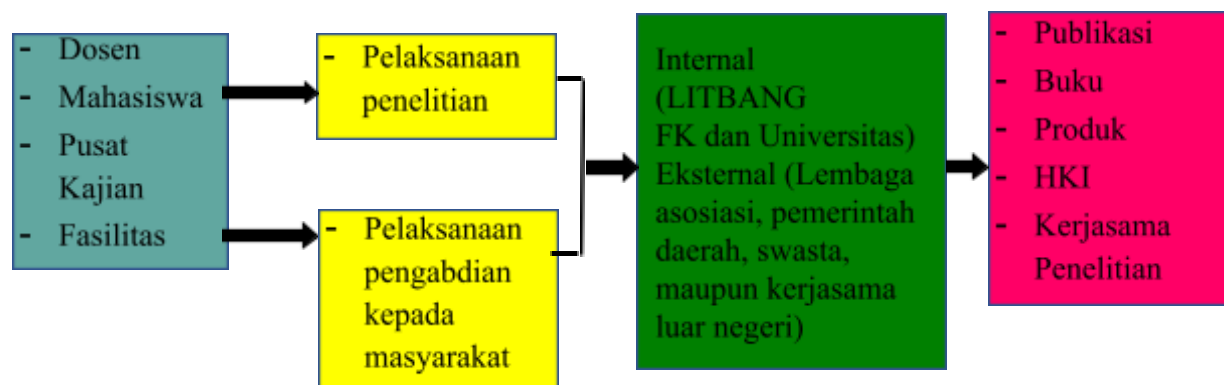 - Dosen
- Mahasiswa
- Pusat
Kajian
- Fasilitas
- Pelaksanaan
penelitian
- Pelaksanaan
pengabdian
kepada
masyarakat
Internal
(LITBANG
FK dan Universitas)
Eksternal (Lembaga
asosiasi, pemerintah
daerah, swasta,
maupun kerjasama
luar negeri)
- Publikasi
- Buku
- Produk
- HKI
- Kerjasama
Penelitian